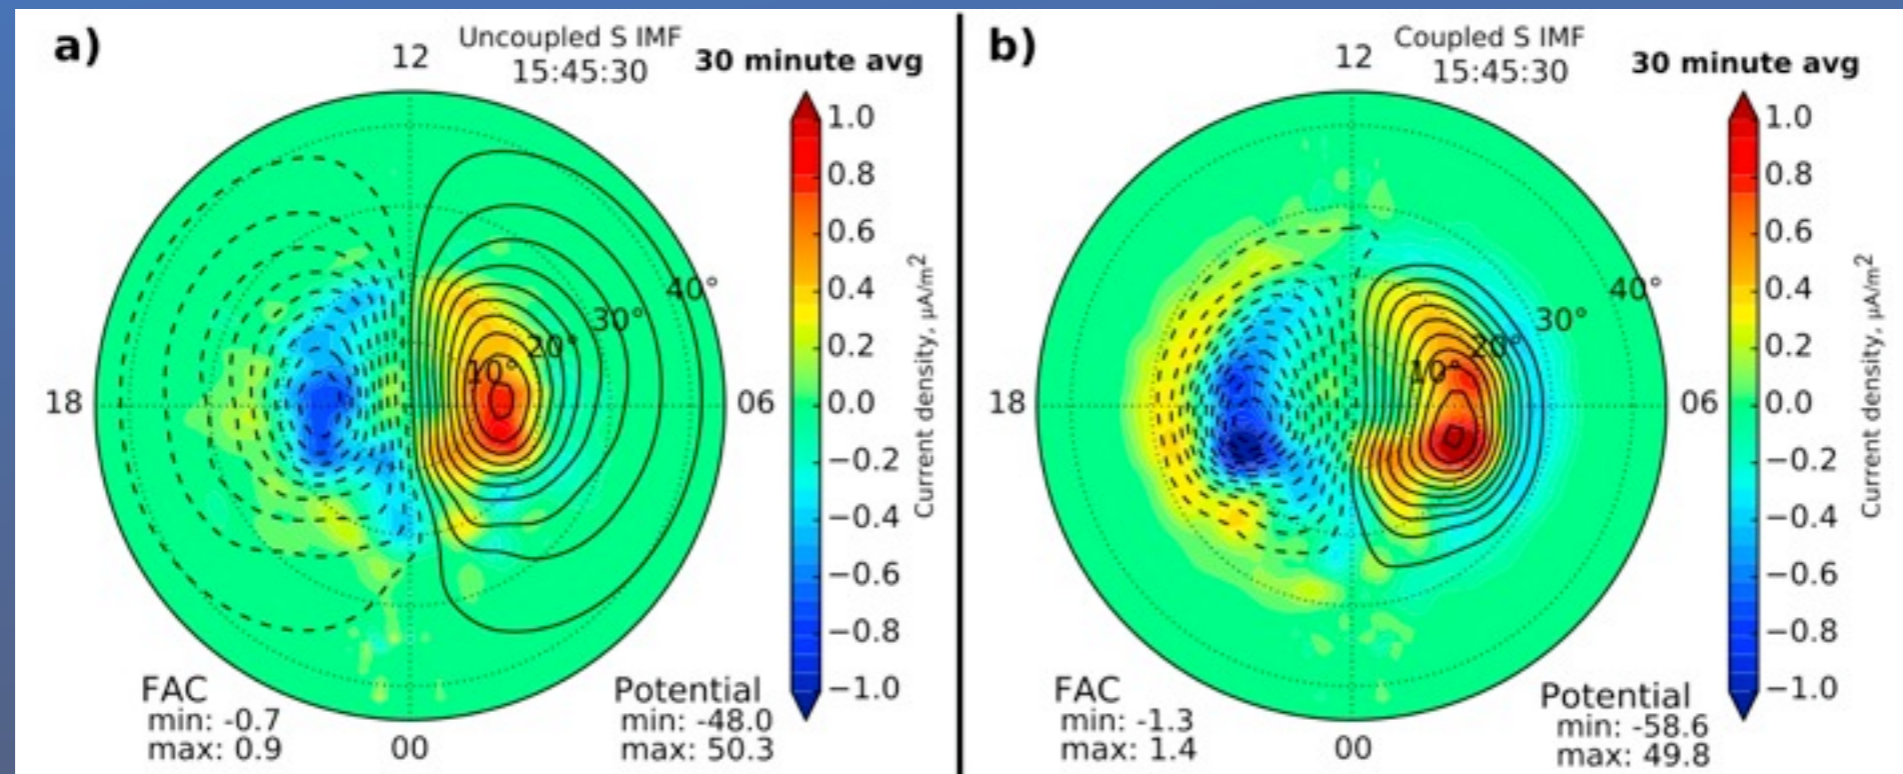 a)
Uncoupled S IMF
15:45:30
30 minute avg
12
18
06
00
10°
20°
30°
40°
1.0
0.8
0.6
0.4
0.2
0.0
−0.2
−0.4
−0.6
−0.8
−1.0
Current density, μA/m²
FAC
min: -0.7
max: 0.9
Potential
min: -48.0
max: 50.3
b)
Coupled S IMF
15:45:30
30 minute avg
12
18
06
00
10°
20°
30°
40°
1.0
0.8
0.6
0.4
0.2
0.0
−0.2
−0.4
−0.6
−0.8
−1.0
Current density, μA/m²
FAC
min: -1.3
max: 1.4
Potential
min: -58.6
max: 49.8